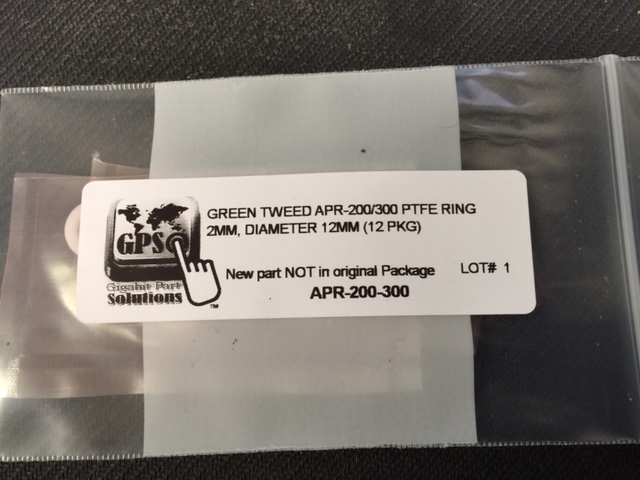 GREEN TWEED APR-200/300 PTFE RING
2MM, DIAMETER 12MM (12 PKG)
GPS
Gigabit Part
Solutions
™
New part NOT in original Package
LOT# 1
APR-200-300